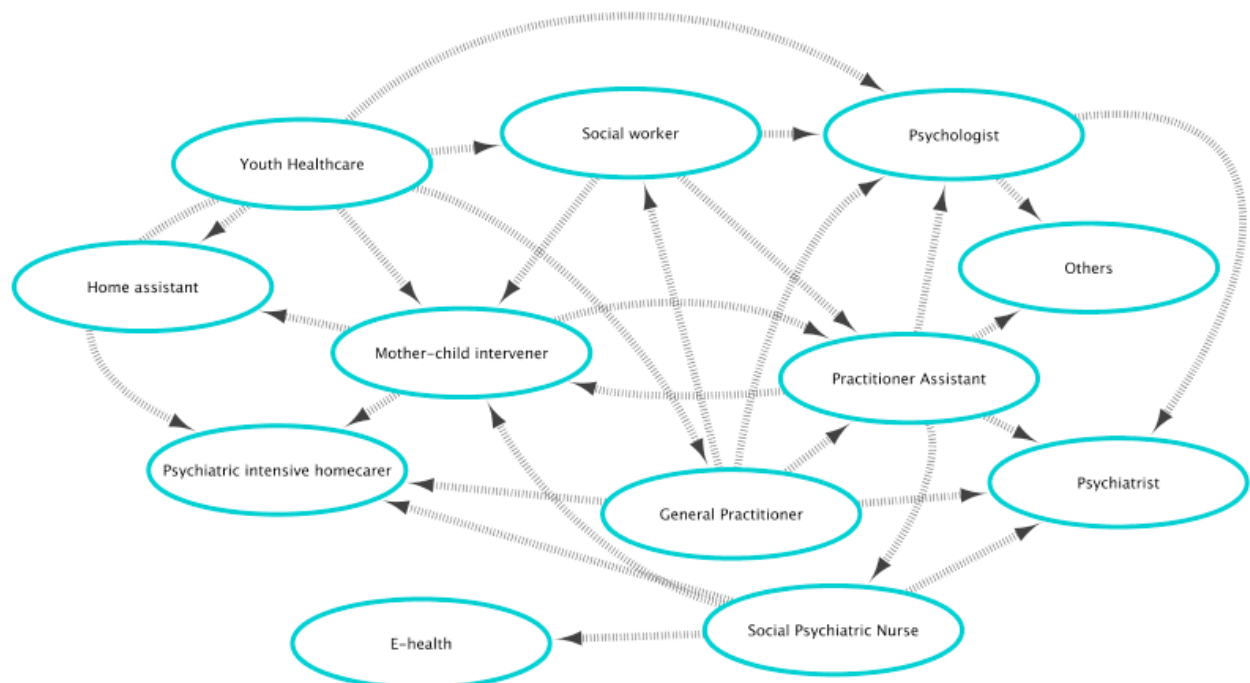 Social worker
Psychologist
Youth Healthcare
Others
Home assistant
Mother-child intervener
Practitioner Assistant
Psychiatric intensive homecarer
Psychiatrist
General Practitioner
Social Psychiatric Nurse
E-health